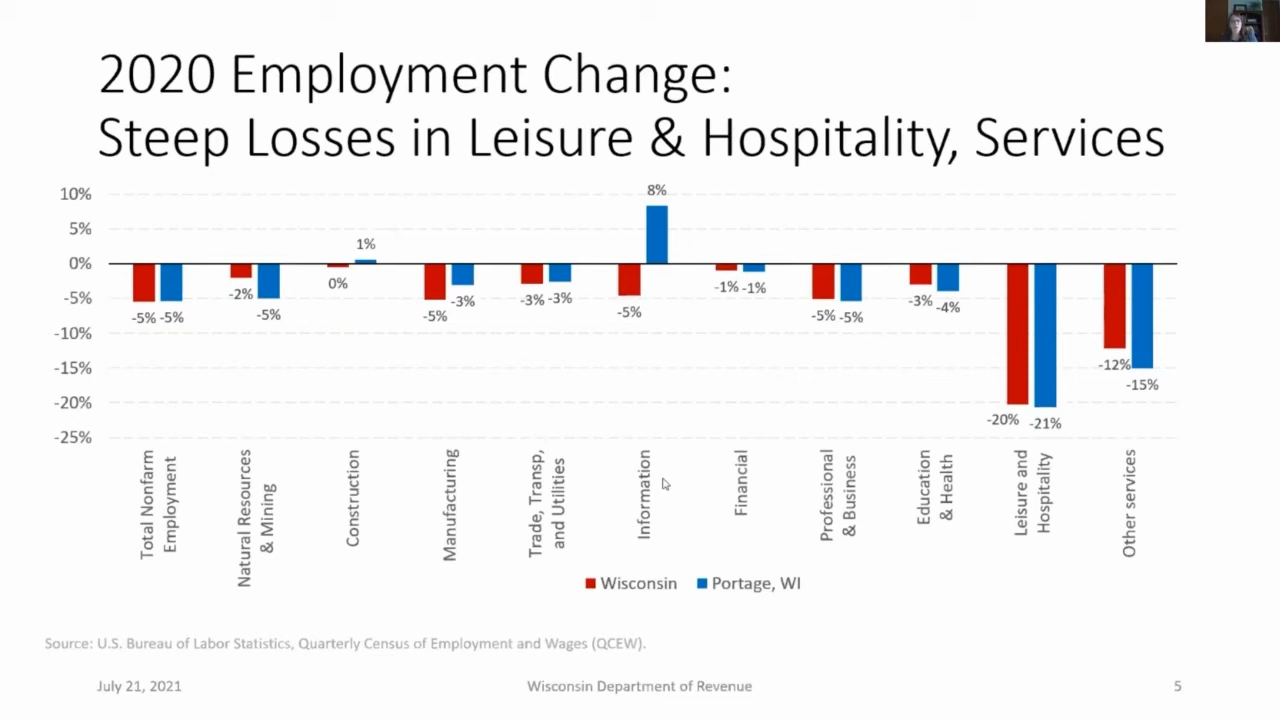 2020 Employment Change:
Steep Losses in Leisure & Hospitality, Services
10%
5%
0%
-5%
-10%
-15%
-20%
-25%
-5% -5%
-2%
-5%
0%
1%
-5%
-3%
-3% -3%
-5%
8%
-1% -1%
-5% -5%
-3%
-4%
-20%
-21%
-12%
-15%
Total Nonfarm
Employment
Natural Resources
& Mining
Construction
Manufacturing
Trade, Transp,
and Utilities
Information
Financial
Professional
& Business
Education
& Health
Leisure and
Hospitality
Other services
Wisconsin
Portage, WI
Source: U.S. Bureau of Labor Statistics, Quarterly Census of Employment and Wages (QCEW).
July 21, 2021
Wisconsin Department of Revenue
5